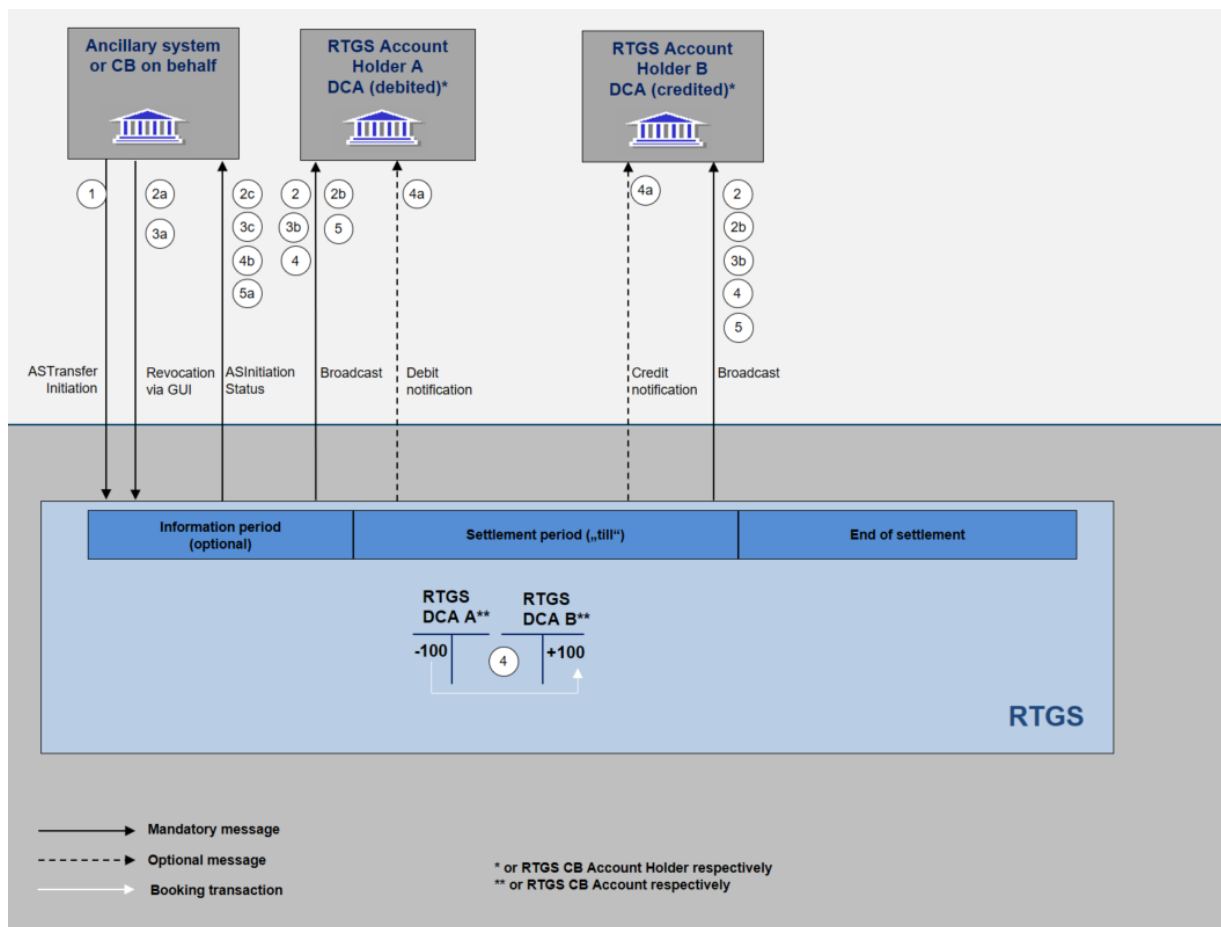 Ancillary system
or CB on behalf
RTGS Account
Holder A
DCA (debited)*
RTGS Account
Holder B
DCA (credited)*
1
2a
3a
2c
3c
4b
5a
2
3b
4
2b
5
4a
4a
2
2b
3b
4
5
ASTransfer
Initiation
Revocation
via GUI
ASInitiation
Status
Broadcast
Debit
notification
Credit
notification
Broadcast
Information period
(optional)
Settlement period („till“)
End of settlement
RTGS
DCA A**
RTGS
DCA B**
-100
4
+100
RTGS
Mandatory message
Optional message
Booking transaction
* or RTGS CB Account Holder respectively
** or RTGS CB Account respectively